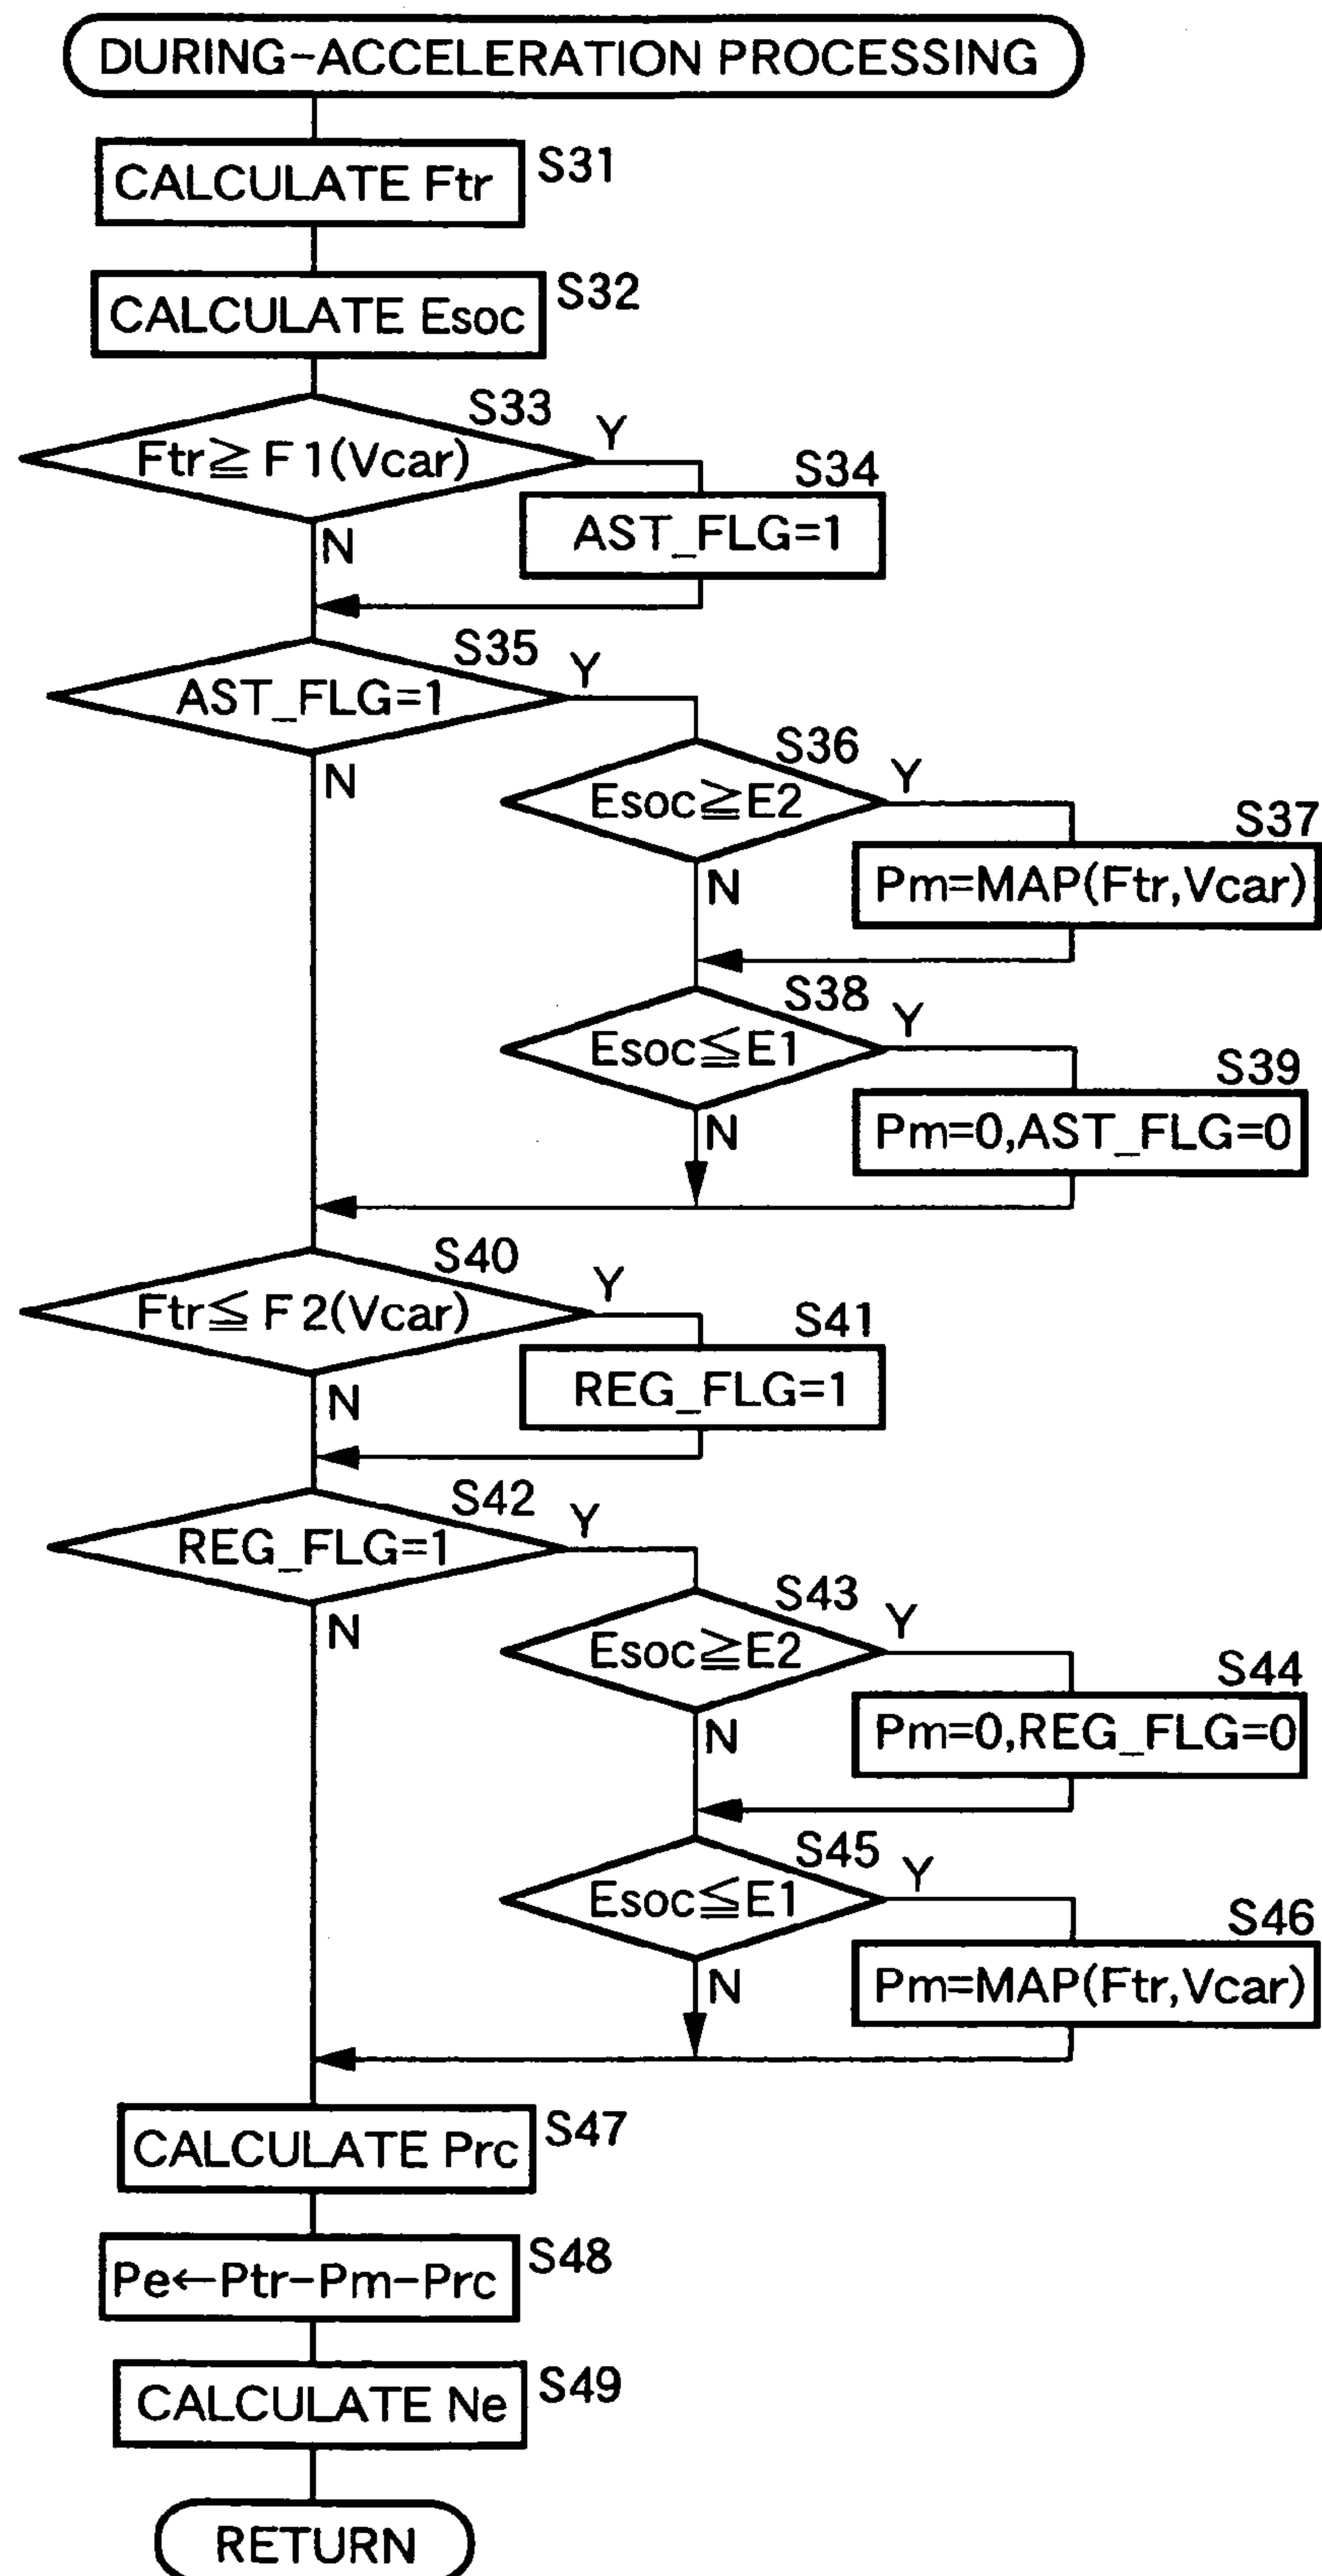 DURING-ACCELERATION PROCESSING
CALCULATE Ftr
S31
CALCULATE Esoc
S32
Ftr≧F1(Vcar)
S33
Y
N
S34
AST_FLG=1
S35
AST_FLG=1
Y
N
S36
Esoc≧E2
Y
N
S37
Pm=MAP(Ftr,Vcar)
S38
Esoc≦E1
Y
N
S39
Pm=0,AST_FLG=0
S40
Ftr≦F2(Vcar)
Y
N
S41
REG_FLG=1
S42
REG_FLG=1
Y
N
S43
Esoc≧E2
Y
N
S44
Pm=0,REG_FLG=0
S45
Esoc≦E1
Y
N
S46
Pm=MAP(Ftr,Vcar)
CALCULATE Prc
S47
Pe←Ptr-Pm-Prc
S48
CALCULATE Ne
S49
RETURN